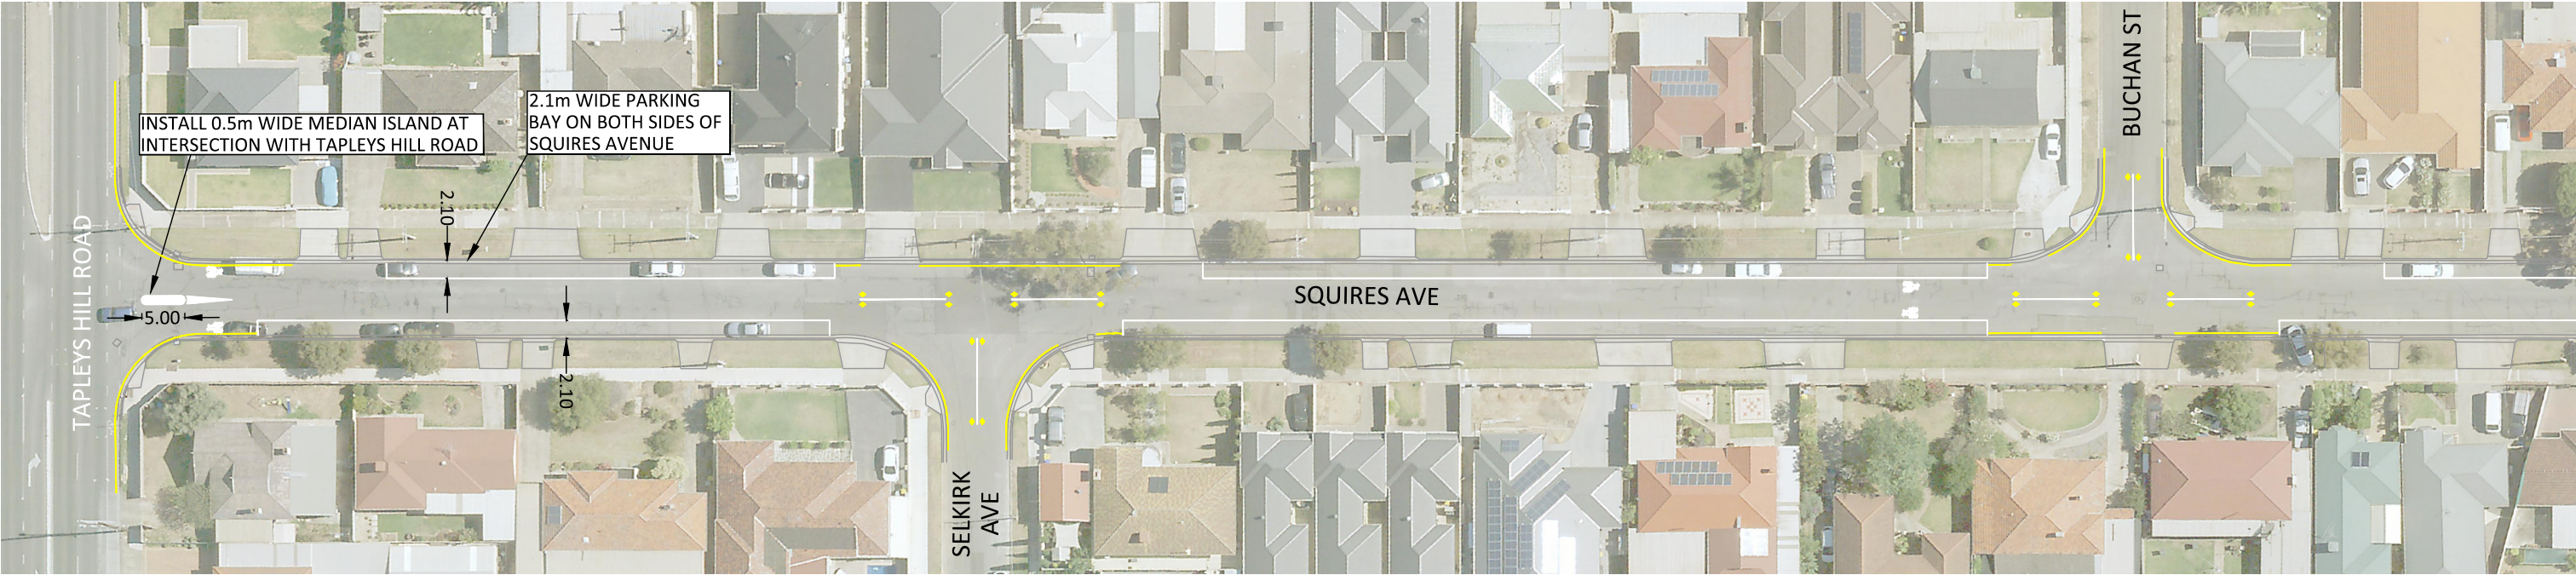 INSTALL 0.5m WIDE MEDIAN ISLAND AT
INTERSECTION WITH TAPLEYS HILL ROAD
2.1m WIDE PARKING
BAY ON BOTH SIDES OF
SQUIRES AVENUE
2.10
5.00
2.10
TAPLEYS HILL ROAD
SQUIRES AVE
SELKIRK
AVE
BUCHAN ST